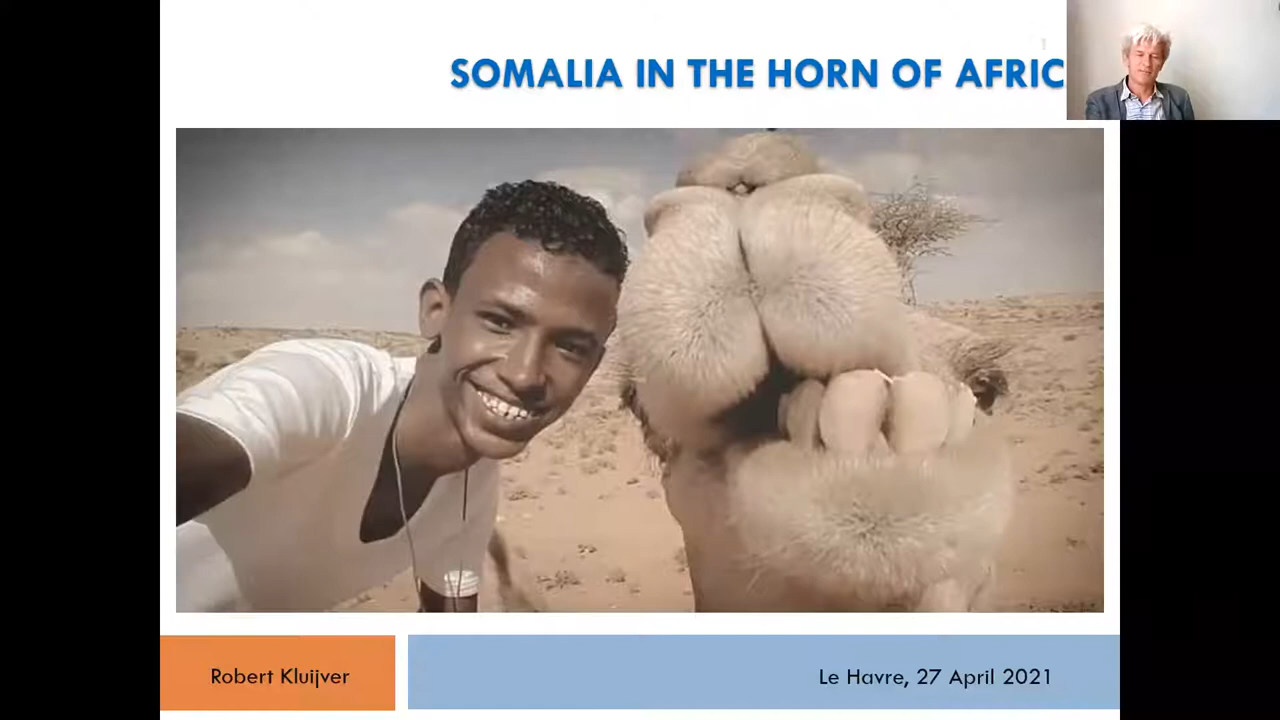 SOMALIA IN THE HORN OF AFRIC
Robert Kluijver
Le Havre, 27 April 2021